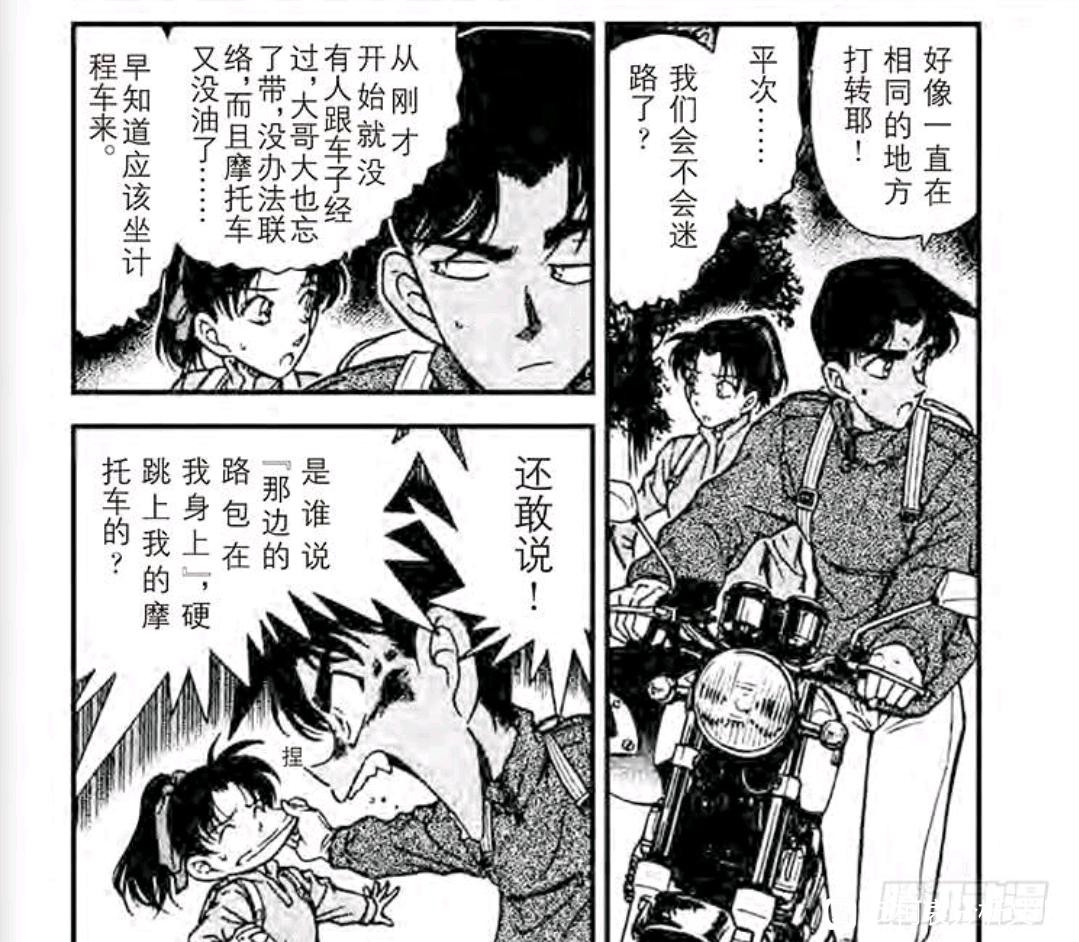 好像一直在
相同的地方
打转耶！
平次……
我们会不会迷
路了？
从刚才
开始就没
有人跟车子经
过，大哥大也忘
了带，没办法联
络，而且摩托车
又没油了……
早知道应该坐计
程车来。
还敢说！
是谁说
『那边的
路包在
我身上』，硬
跳上我的摩
托车的？
捏
腾讯动漫